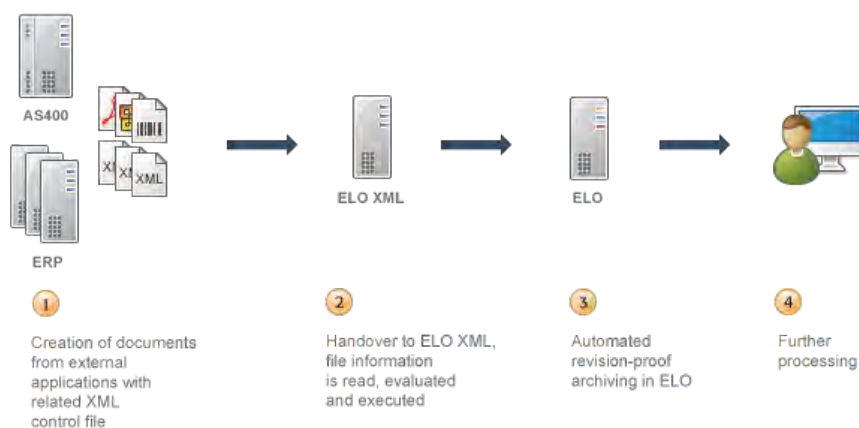 AS400
XML
XML
XML
ERP
ELO XML
ELO
1
Creation of documents
from external
applications with
related XML
control file
2
Handover to ELO XML,
file information
is read, evaluated
and executed
3
Automated
revision-proof
archiving in ELO
4
Further
processing